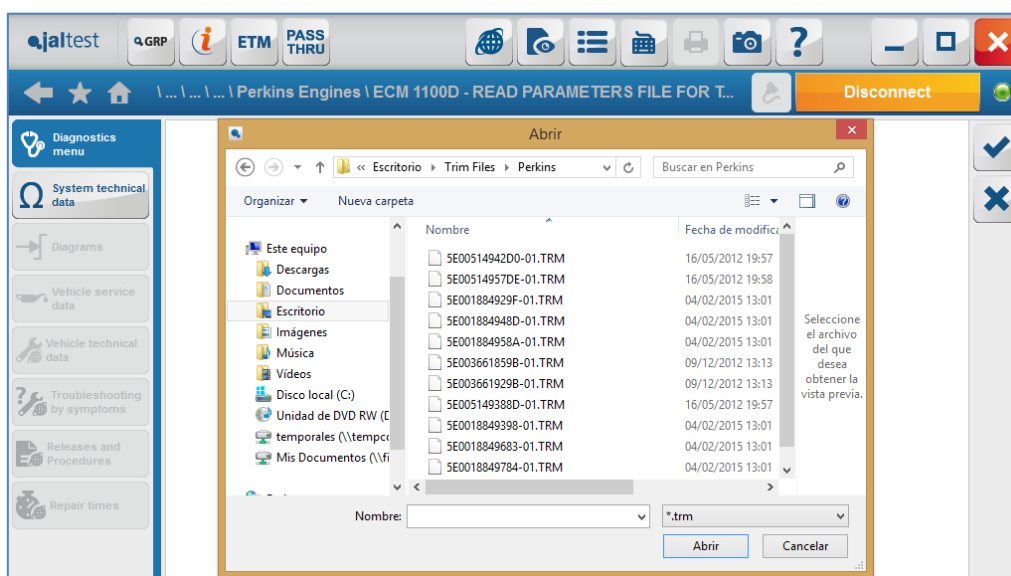 jaltest
GRP
i
ETM
PASS
THRU
?
\ ... \ ... \ ... \ Perkins Engines \ ECM 1100D - READ PARAMETERS FILE FOR T...
Disconnect
Diagnostics
menu
System technical
data
Diagrams
Vehicle service
data
Vehicle technical
data
Troubleshooting
by symptoms
Releases and
Procedures
Repair times
Abrir
« Escritorio Trim Files Perkins
Buscar en Perkins
Organizar Nueva carpeta
Este equipo
Descargas
Documentos
Escritorio
Imágenes
Música
Vídeos
Disco local (C:)
Unidad de DVD RW (D
temporales (\\tempc
Mis Documentos (\\fi
Nombre Fecha de modifica
5E00514942D0-01.TRM 16/05/2012 19:57
5E00514957DE-01.TRM 16/05/2012 19:58
5E001884929F-01.TRM 04/02/2015 13:01
5E001884948D-01.TRM 04/02/2015 13:01
5E001884958A-01.TRM 04/02/2015 13:01
5E003661859B-01.TRM 09/12/2012 13:13
5E003661929B-01.TRM 09/12/2012 13:13
5E005149388D-01.TRM 16/05/2012 19:57
5E0018849398-01.TRM 04/02/2015 13:01
5E0018849683-01.TRM 04/02/2015 13:01
5E0018849784-01.TRM 04/02/2015 13:01
Seleccione
el archivo
del que
desea
obtener la
vista previa.
Nombre:
*.trm
Abrir
Cancelar